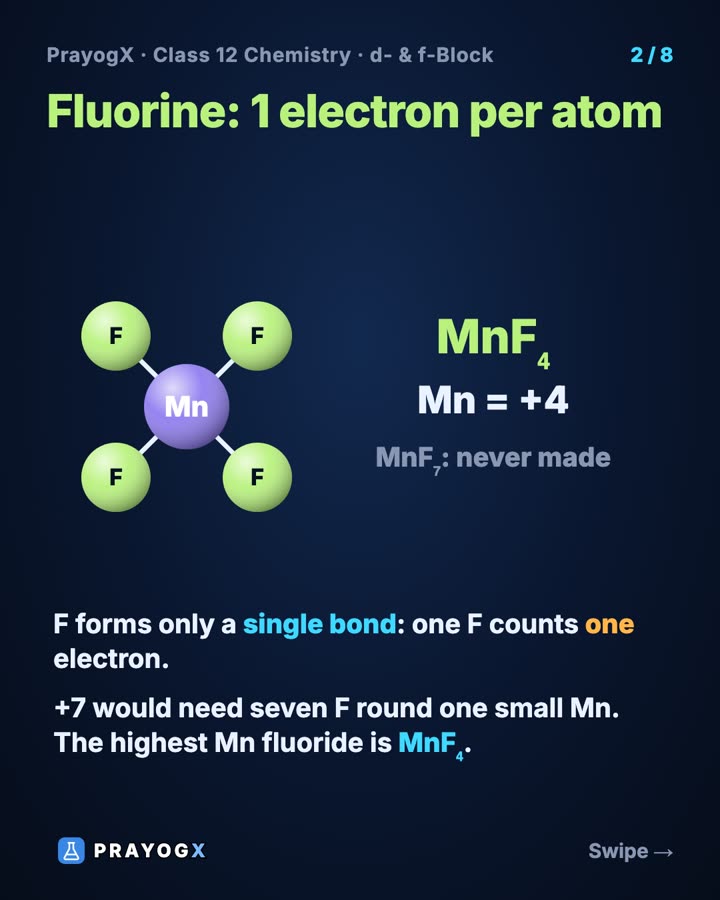 PrayogX · Class 12 Chemistry · d- & f-Block
2 / 8
Fluorine: 1 electron per atom
F
F
Mn
F
F
MnF₄
Mn = +4
MnF₇: never made
F forms only a single bond: one F counts one
electron.
+7 would need seven F round one small Mn.
The highest Mn fluoride is MnF₄.
PRAYOGX
Swipe →